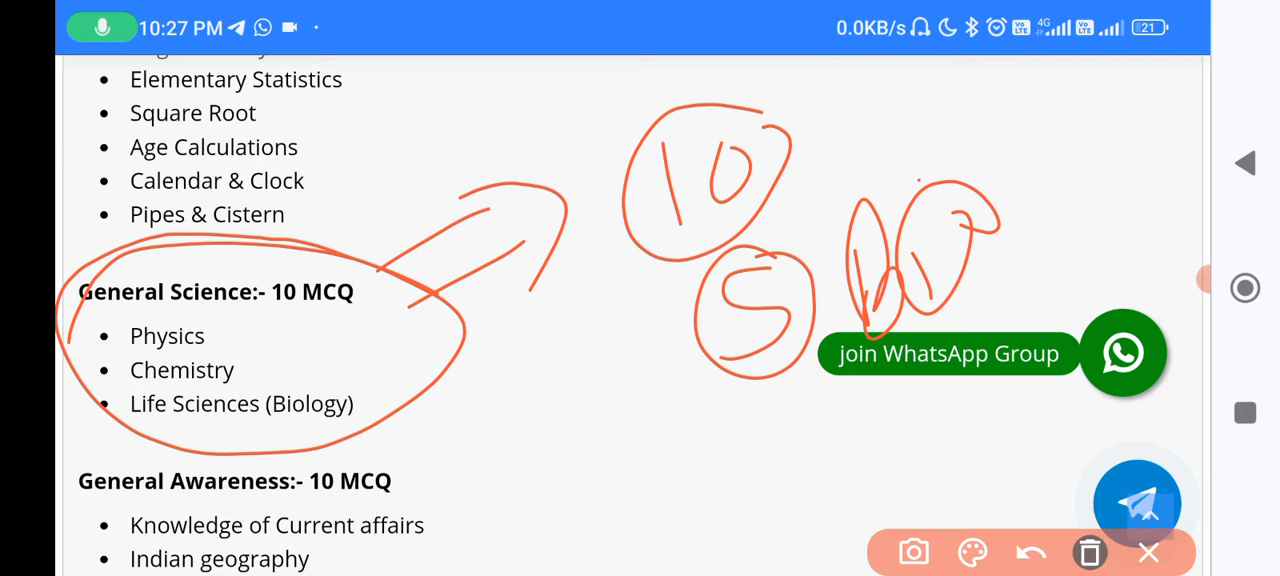 10:27 PM
0.0KB/s 4G 21
Elementary Statistics
Square Root
Age Calculations
Calendar & Clock
Pipes & Cistern
10
5
General Science:- 10 MCQ
Physics
Chemistry
Life Sciences (Biology)
join WhatsApp Group
General Awareness:- 10 MCQ
Knowledge of Current affairs
Indian geography